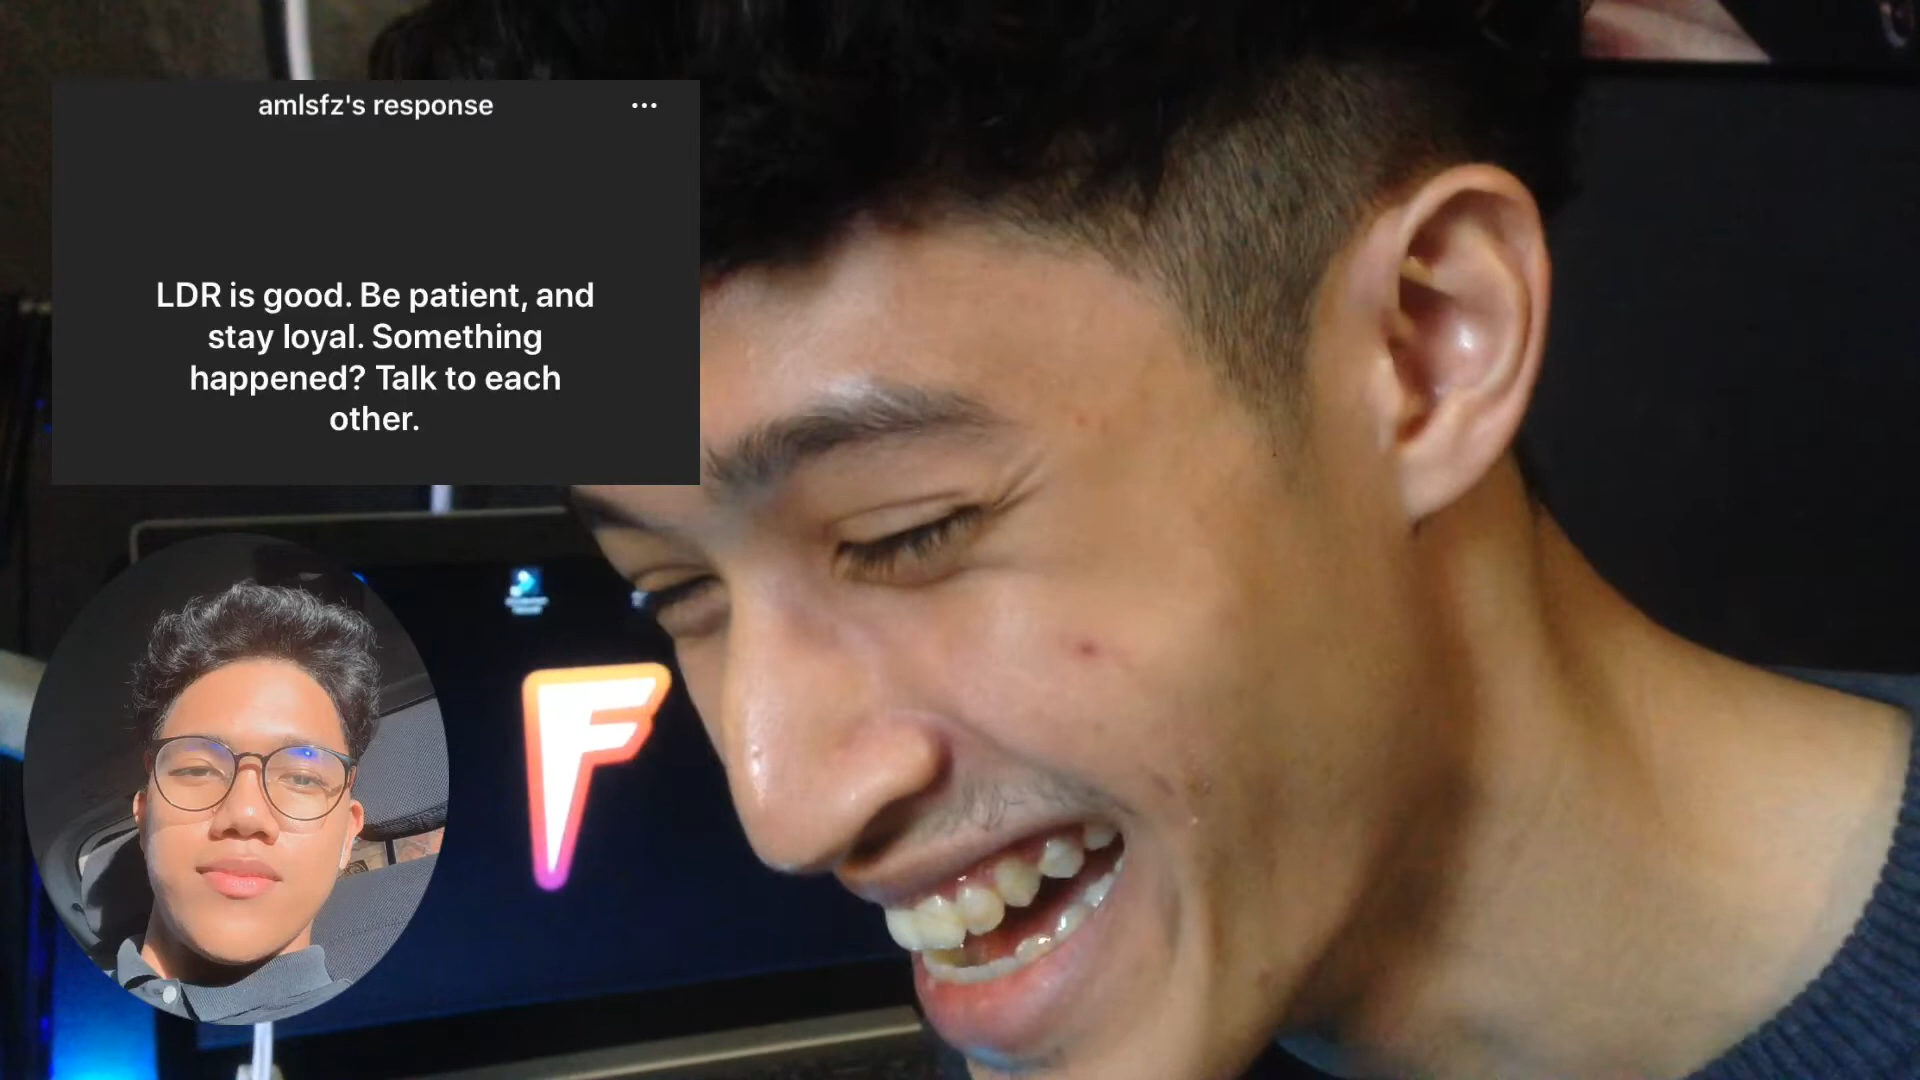 amlsfz's response
LDR is good. Be patient, and
stay loyal. Something
happened? Talk to each
other.
F